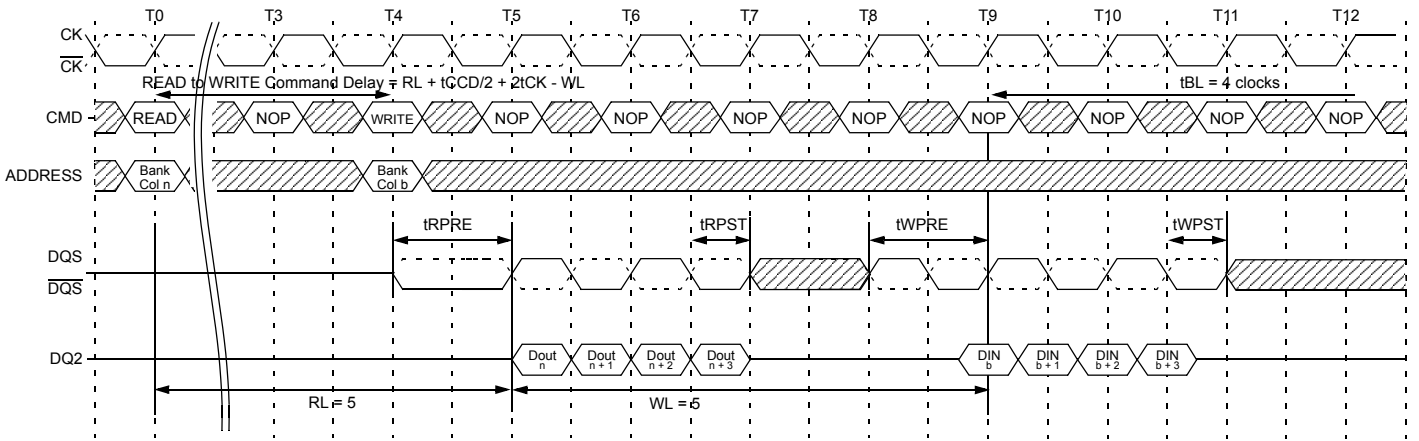 T0 T3 T4 T5 T6 T7 T8 T9 T10 T11 T12
CK
CK
READ to WRITE Command Delay = RL + tCCD/2 + 2tCK - WL
tBL = 4 clocks
CMD READ NOP WRITE NOP NOP NOP NOP NOP NOP NOP NOP
ADDRESS
Bank
Col n
Bank
Col b
tRPRE tRPST tWPRE tWPST
DQS
DQS
DQ2
Dout
n
Dout
n + 1
Dout
n + 2
Dout
n + 3
DIN
b
DIN
b + 1
DIN
b + 2
DIN
b + 3
RL = 5 WL = 5